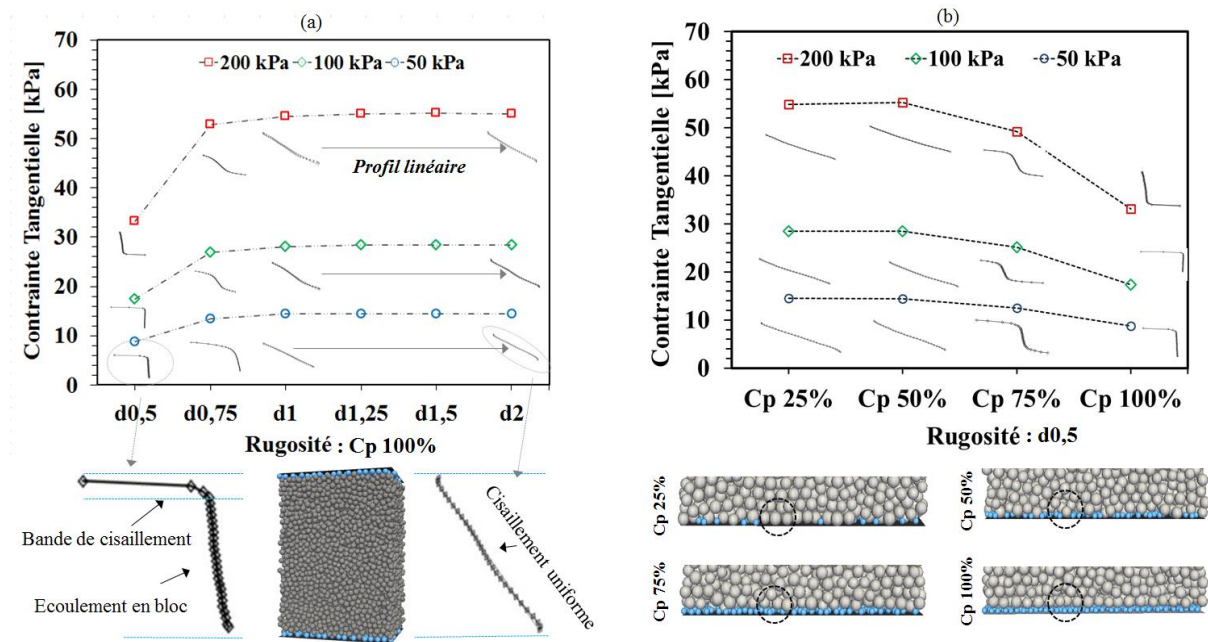 (a)
Contrainte Tangentielle [kPa]
70
60
50
40
30
20
10
0
200 kPa 100 kPa 50 kPa
Profil linéaire
d0,5 d0,75 d1 d1,25 d1,5 d2
Rugosité : Cp 100%
Bande de cisaillement
Ecoulement en bloc
Cisaillement uniforme
(b)
Contrainte Tangentielle [kPa]
70
60
50
40
30
20
10
0
200 kPa 100 kPa 50 kPa
Cp 25% Cp 50% Cp 75% Cp 100%
Rugosité : d0,5
Cp 25%
Cp 50%
Cp 75%
Cp 100%